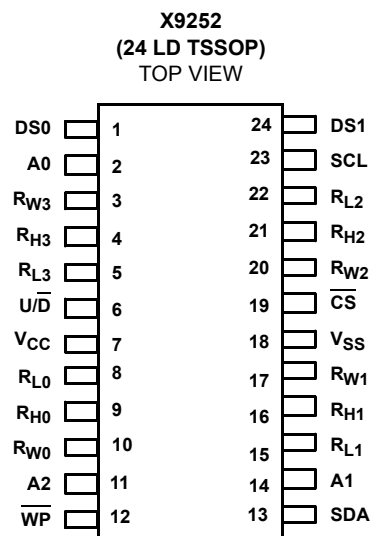 X9252
(24 LD TSSOP)
TOP VIEW
DS0 1 24 DS1
A0 2 23 SCL
RW3 3 22 RL2
RH3 4 21 RH2
RL3 5 20 RW2
U/D̅ 6 19 C̅S̅
VCC 7 18 VSS
RL0 8 17 RW1
RH0 9 16 RH1
RW0 10 15 RL1
A2 11 14 A1
W̅P̅ 12 13 SDA